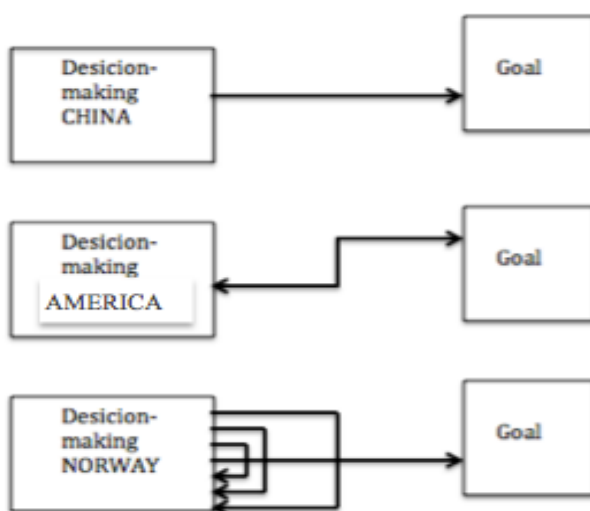 Desicion-
making
CHINA
Goal
Desicion-
making
AMERICA
Goal
Desicion-
making
NORWAY
Goal